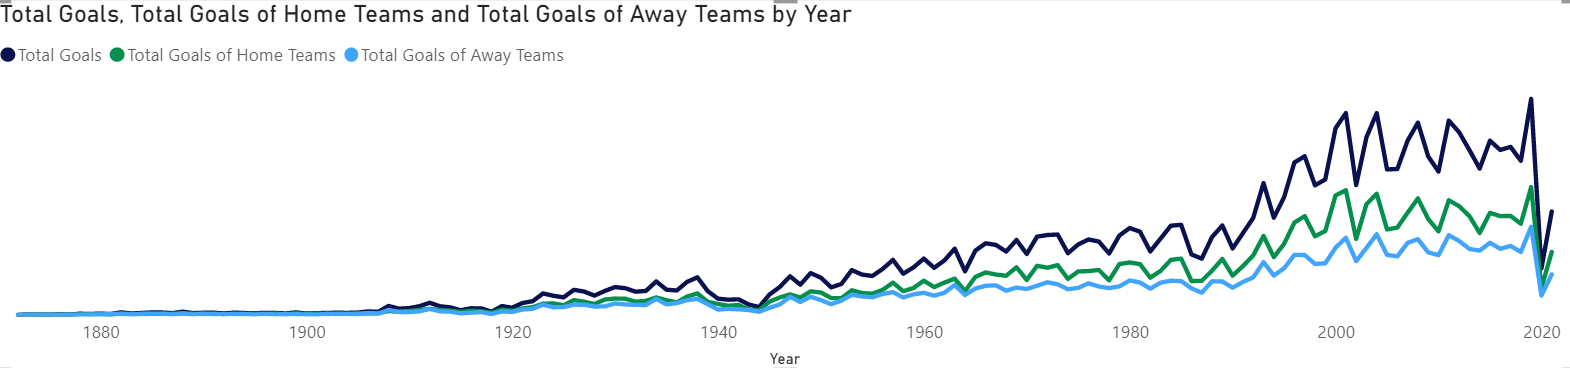 Total Goals, Total Goals of Home Teams and Total Goals of Away Teams by Year
Total Goals Total Goals of Home Teams Total Goals of Away Teams
1880 1900 1920 1940 1960 1980 2000 2020
Year